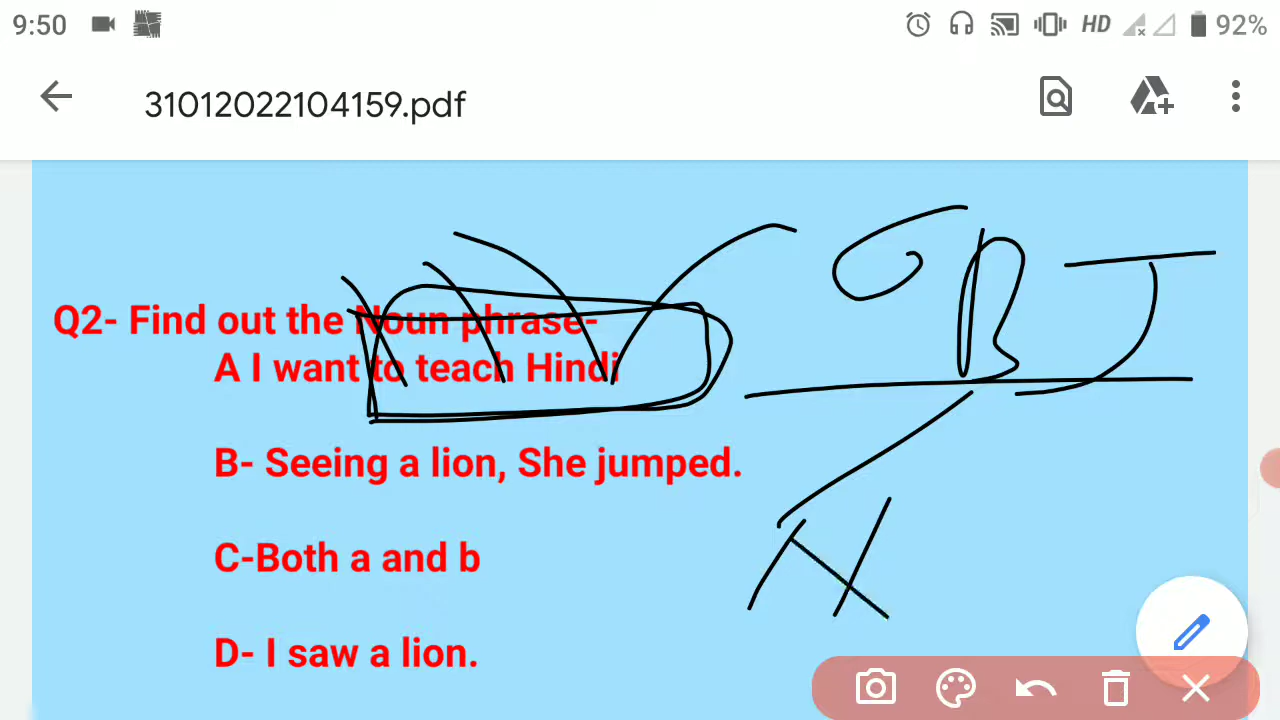 9:50 HD 92%
31012022104159.pdf
OBJ
Q2- Find out the Noun phrase-
A I want to teach Hindi
B- Seeing a lion, She jumped.
N
C-Both a and b
D- I saw a lion.